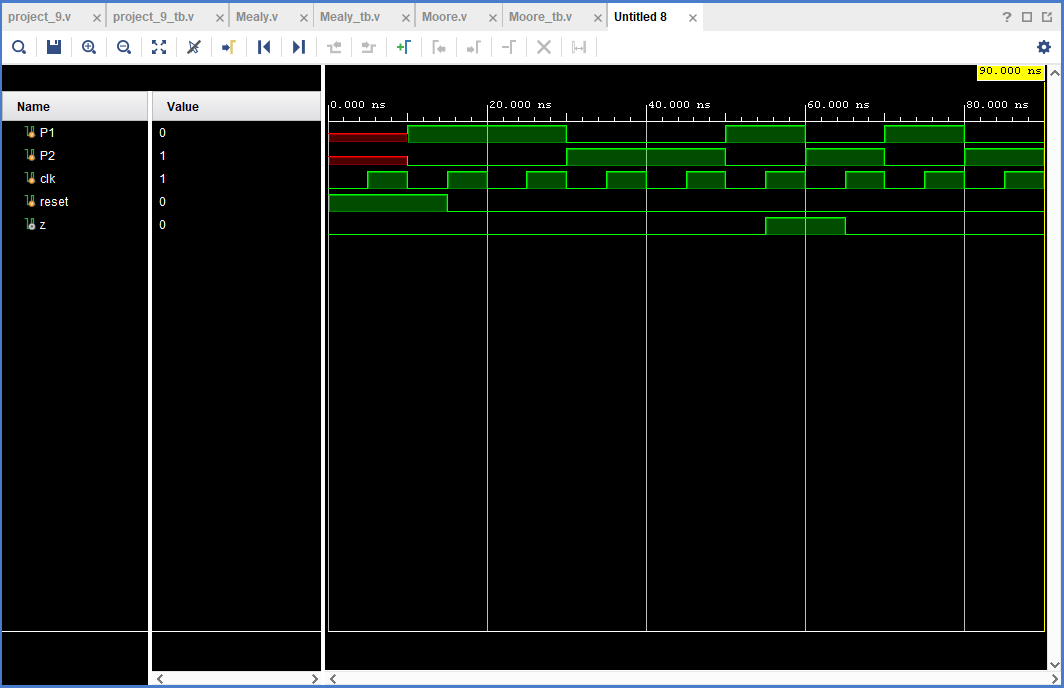 project_9.v project_9_tb.v Mealy.v Mealy_tb.v Moore.v Moore_tb.v Untitled 8
90.000 ns
Name Value
0.000 ns 20.000 ns 40.000 ns 60.000 ns 80.000 ns
P1 0
P2 1
clk 1
reset 0
z 0